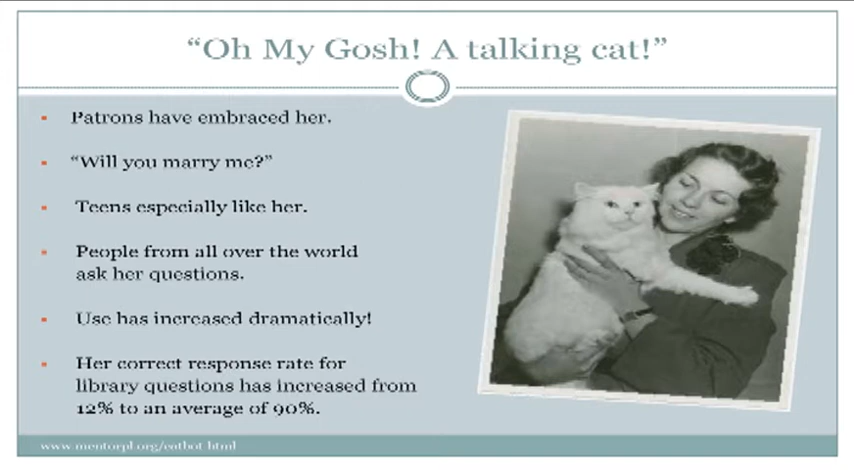 “Oh My Gosh! A talking cat!”
Patrons have embraced her.
“Will you marry me?”
Teens especially like her.
People from all over the world
ask her questions.
Use has increased dramatically!
Her correct response rate for
library questions has increased from
12% to an average of 90%.
www.mentorpl.org/catbot.html